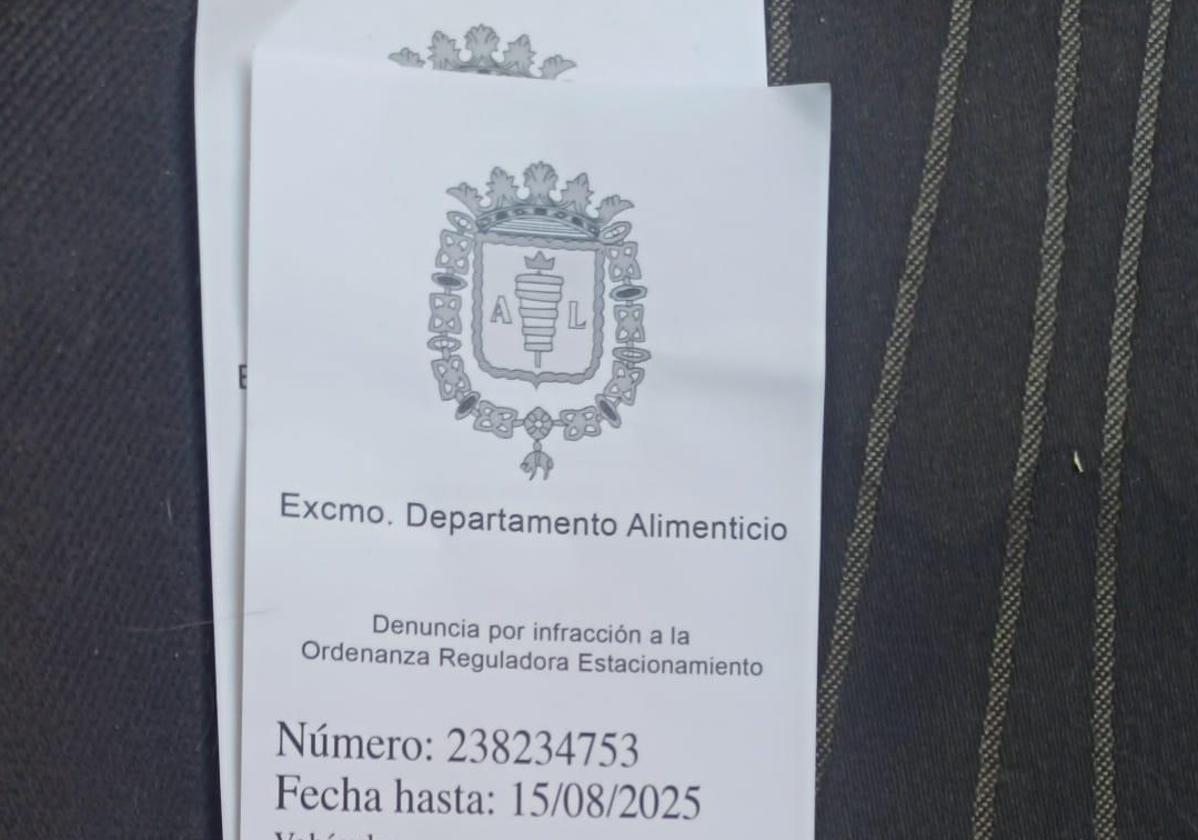 A L
Excmo. Departamento Alimenticio
Denuncia por infracción a la
Ordenanza Reguladora Estacionamiento
Número: 238234753
Fecha hasta: 15/08/2025